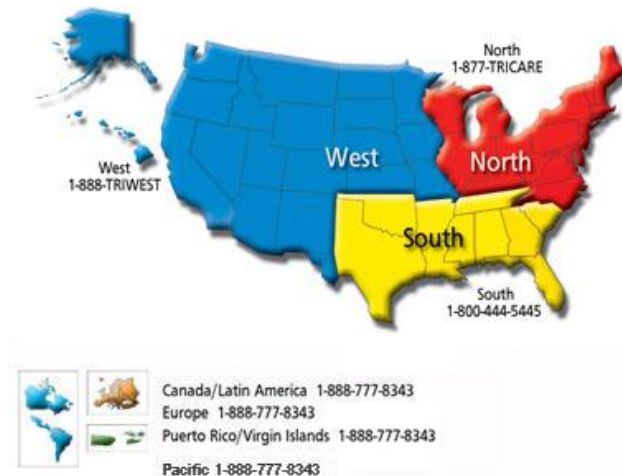 North
1-877-TRICARE
West
North
West
1-888-TRIWEST
South
South
1-800-444-5445
Canada/Latin America 1-888-777-8343
Europe 1-888-777-8343
Puerto Rico/Virgin Islands 1-888-777-8343
Pacific 1-888-777-8343